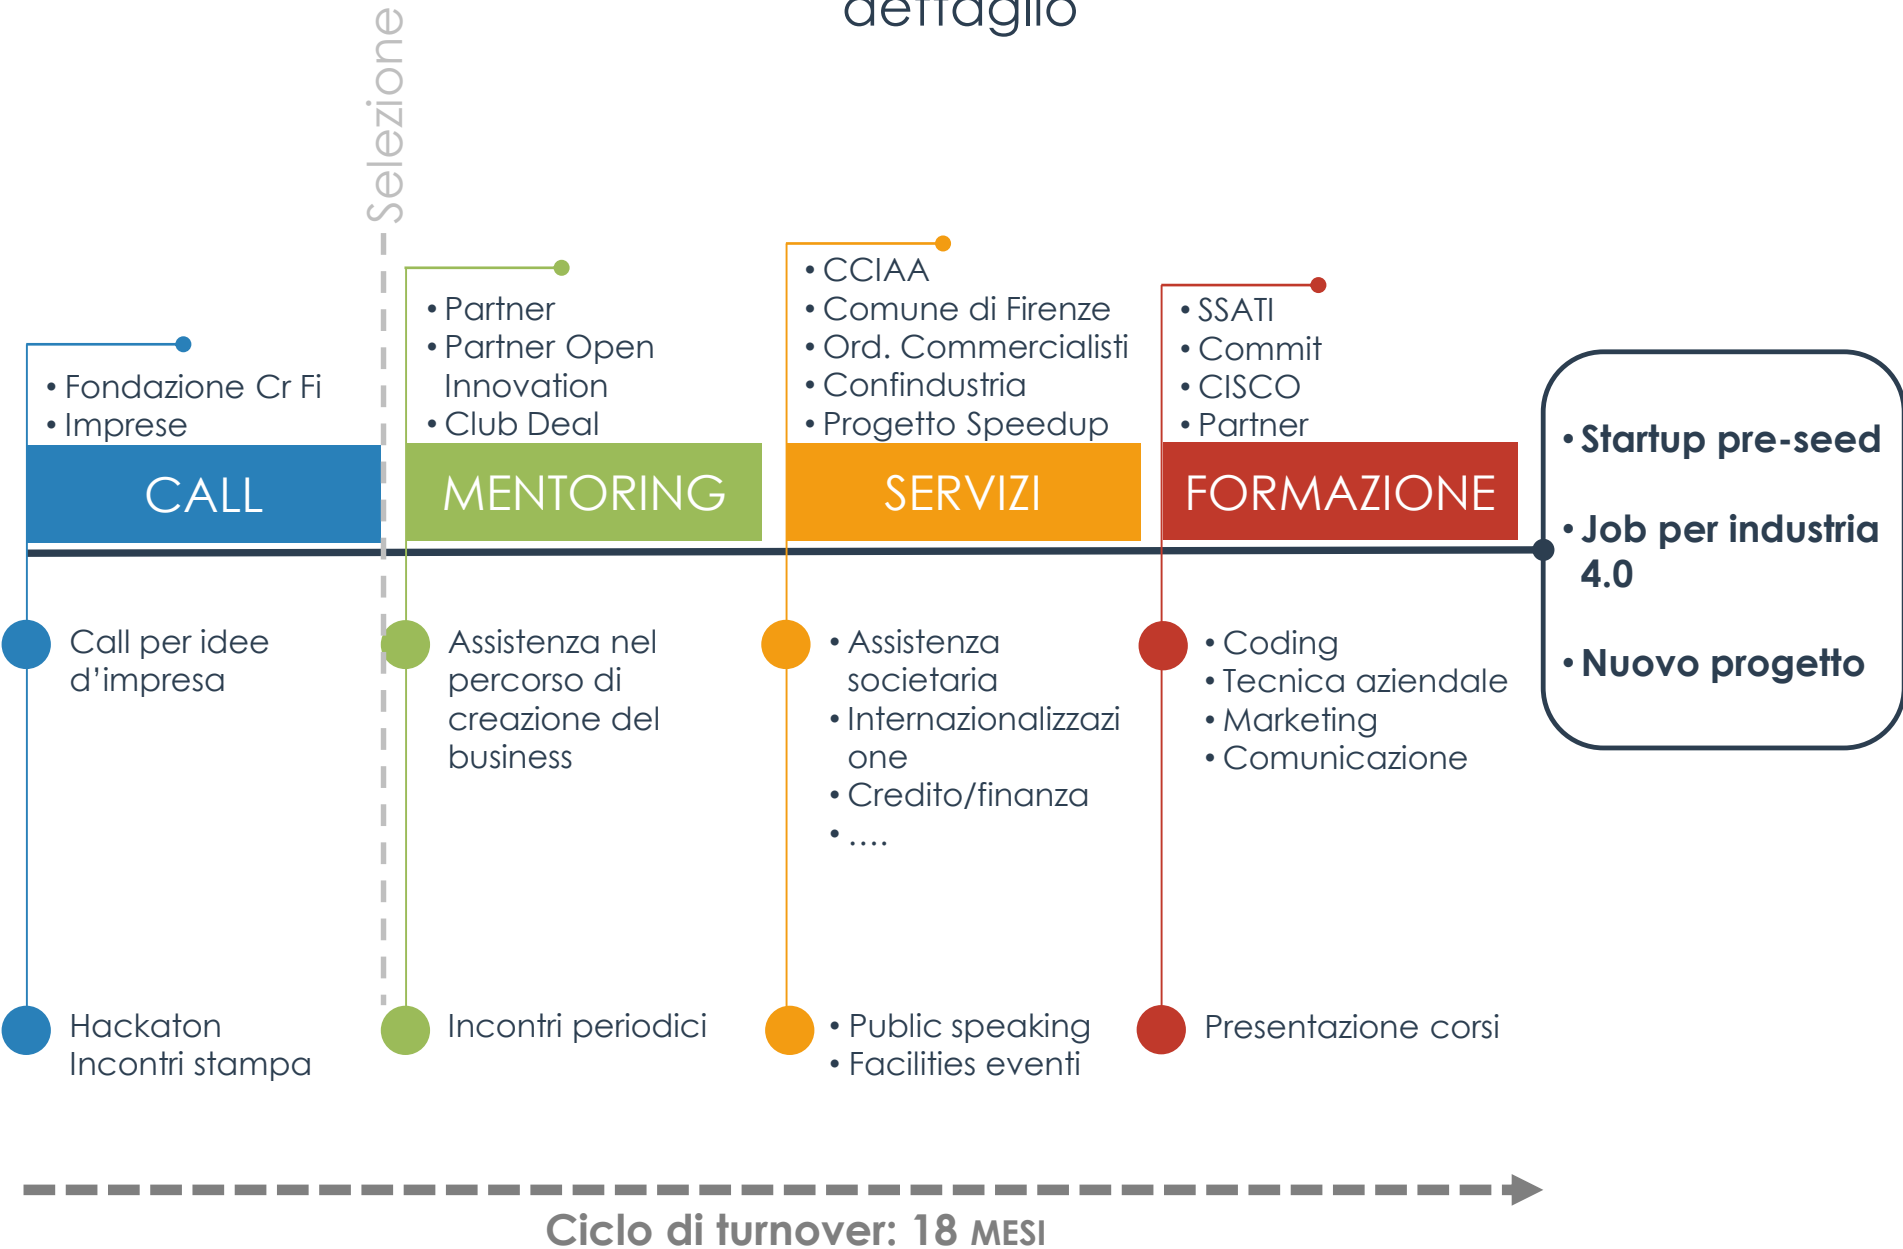 dettaglio
Selezione
• Fondazione Cr Fi
• Imprese
CALL
Call per idee
d’impresa
Hackaton
Incontri stampa
• Partner
• Partner Open
Innovation
• Club Deal
MENTORING
Assistenza nel
percorso di
creazione del
business
Incontri periodici
• CCIAA
• Comune di Firenze
• Ord. Commercialisti
• Confindustria
• Progetto Speedup
SERVIZI
• Assistenza
societaria
• Internazionalizzazi
one
• Credito/finanza
• ….
• Public speaking
• Facilities eventi
• SSATI
• Commit
• CISCO
• Partner
FORMAZIONE
• Coding
• Tecnica aziendale
• Marketing
• Comunicazione
Presentazione corsi
• Startup pre-seed
• Job per industria
4.0
• Nuovo progetto
Ciclo di turnover: 18 MESI